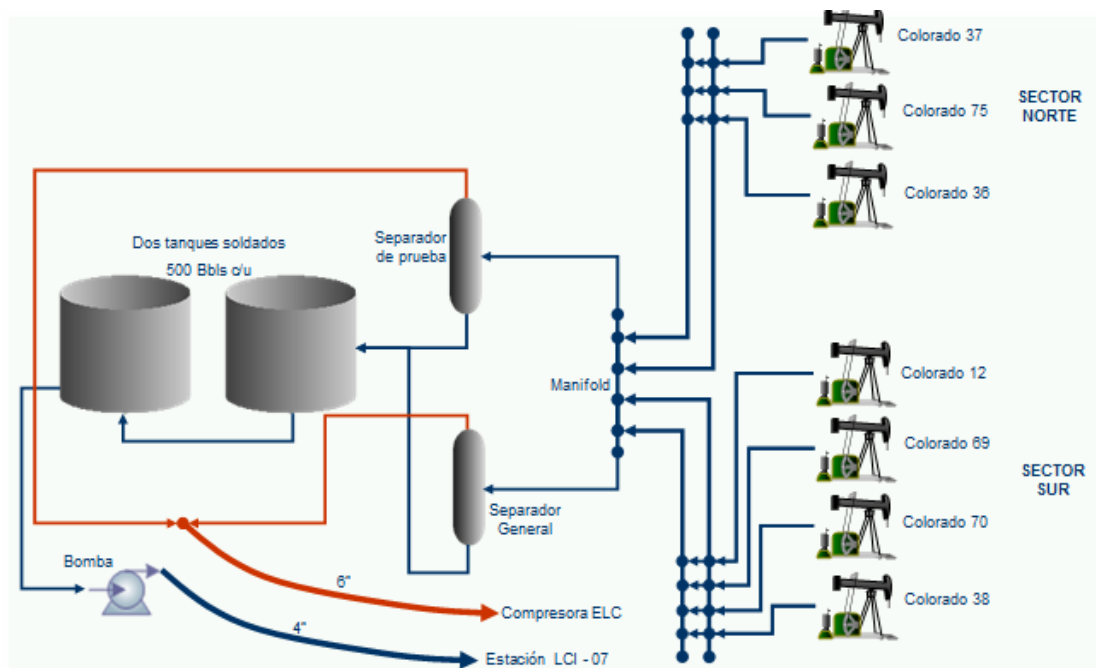 Colorado 37
Colorado 75
SECTOR
NORTE
Colorado 36
Separador
de prueba
Dos tanques soldados
500 Bbls c/u
Manifold
Colorado 12
Colorado 69
SECTOR
SUR
Colorado 70
Separador
General
Colorado 38
Bomba
6"
Compresora ELC
4"
Estación LCI - 07